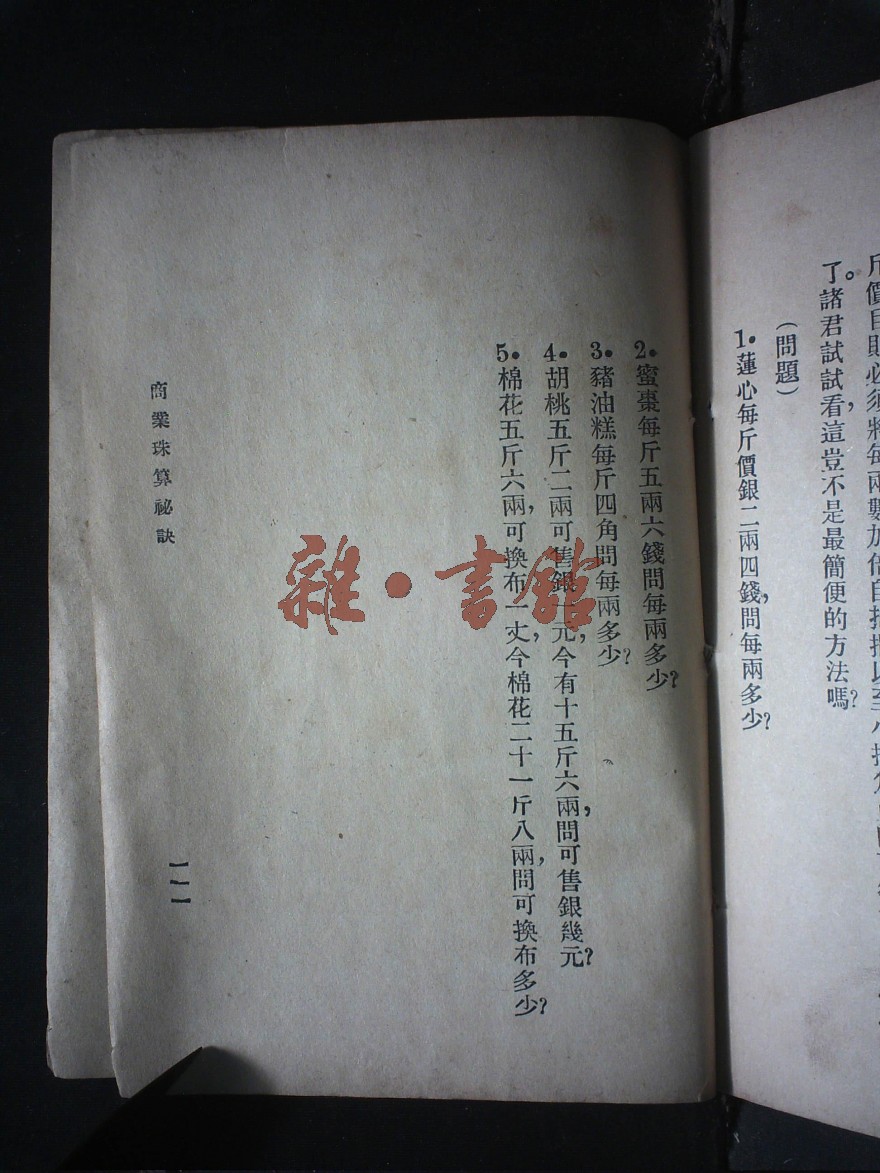 斤價目則必須將每兩數加倍自
了。諸君試試看,這豈不是最簡便的方法嗎?
(問題)
1.蓮心每斤價銀二兩四錢,問每兩多少?
2.蜜棗每斤五兩六錢問每兩多少?
3.豬油糕每斤四角問每兩多少?
4.胡桃五斤二兩可售銀元,今有十五斤六兩,問可售銀幾元?
5.棉花五斤六兩,可換布一丈,今棉花二十一斤八兩,問可換布多少?
商業珠算祕訣
一一一
雜·書館